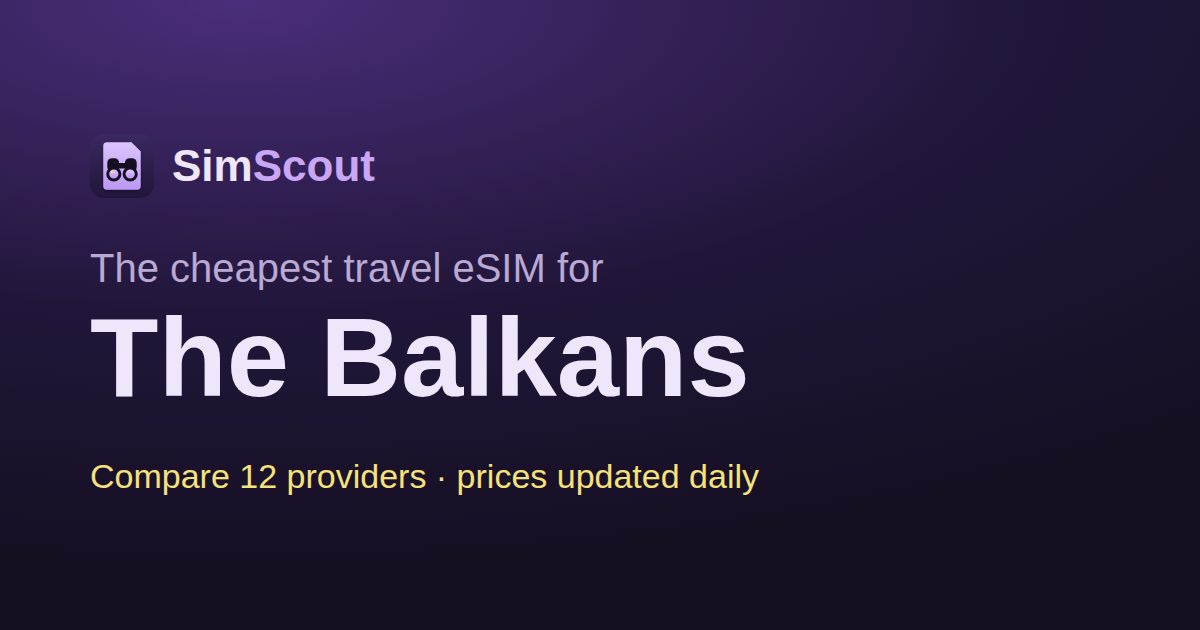 SimScout
The cheapest travel eSIM for
The Balkans
Compare 12 providers · prices updated daily